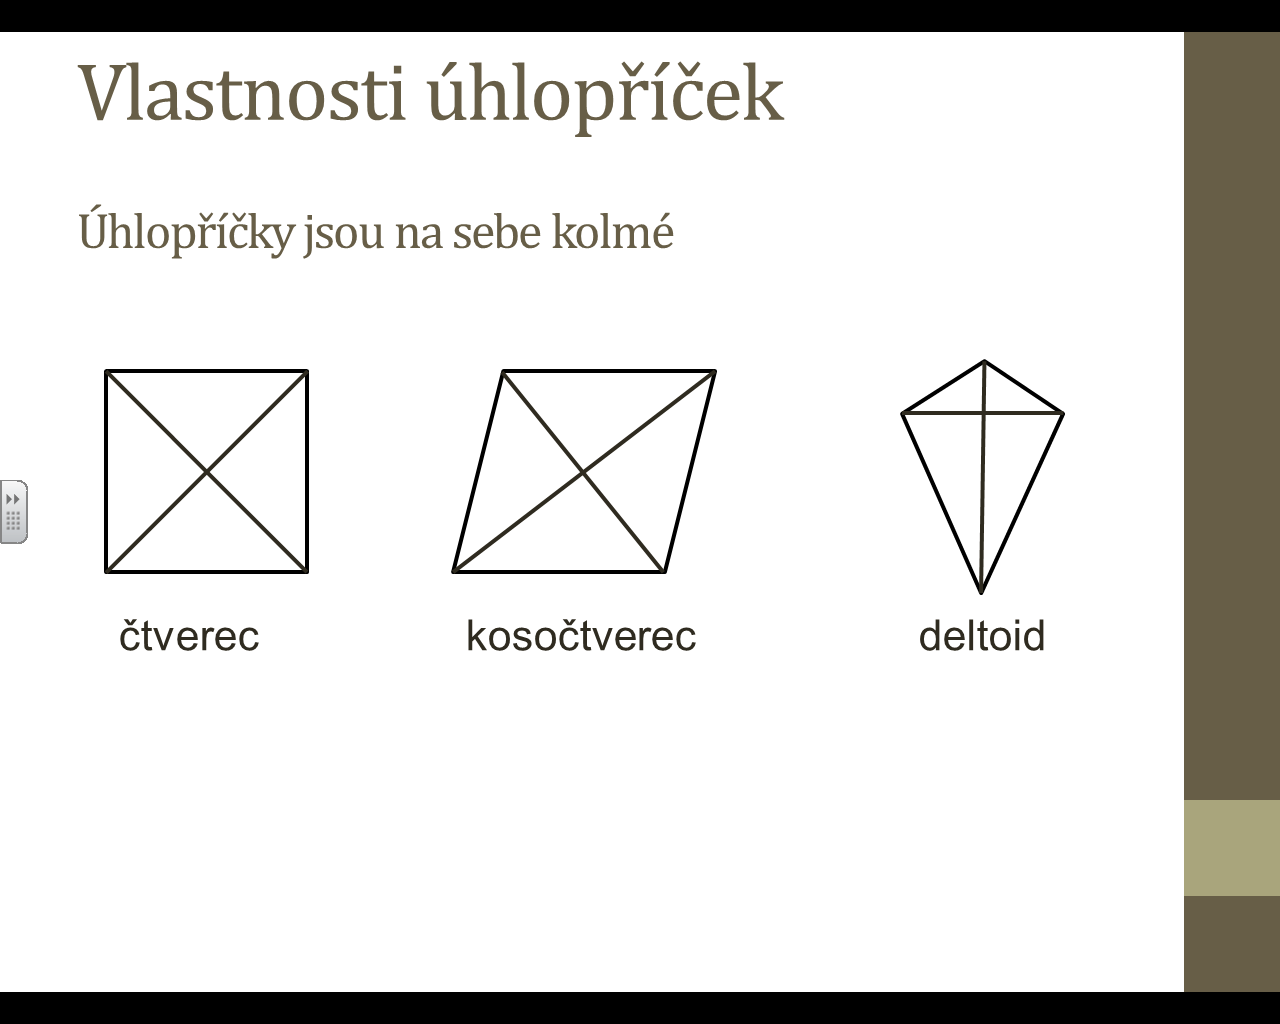 Vlastnosti úhlopříček
Úhlopříčky jsou na sebe kolmé
čtverec
kosočtverec
deltoid